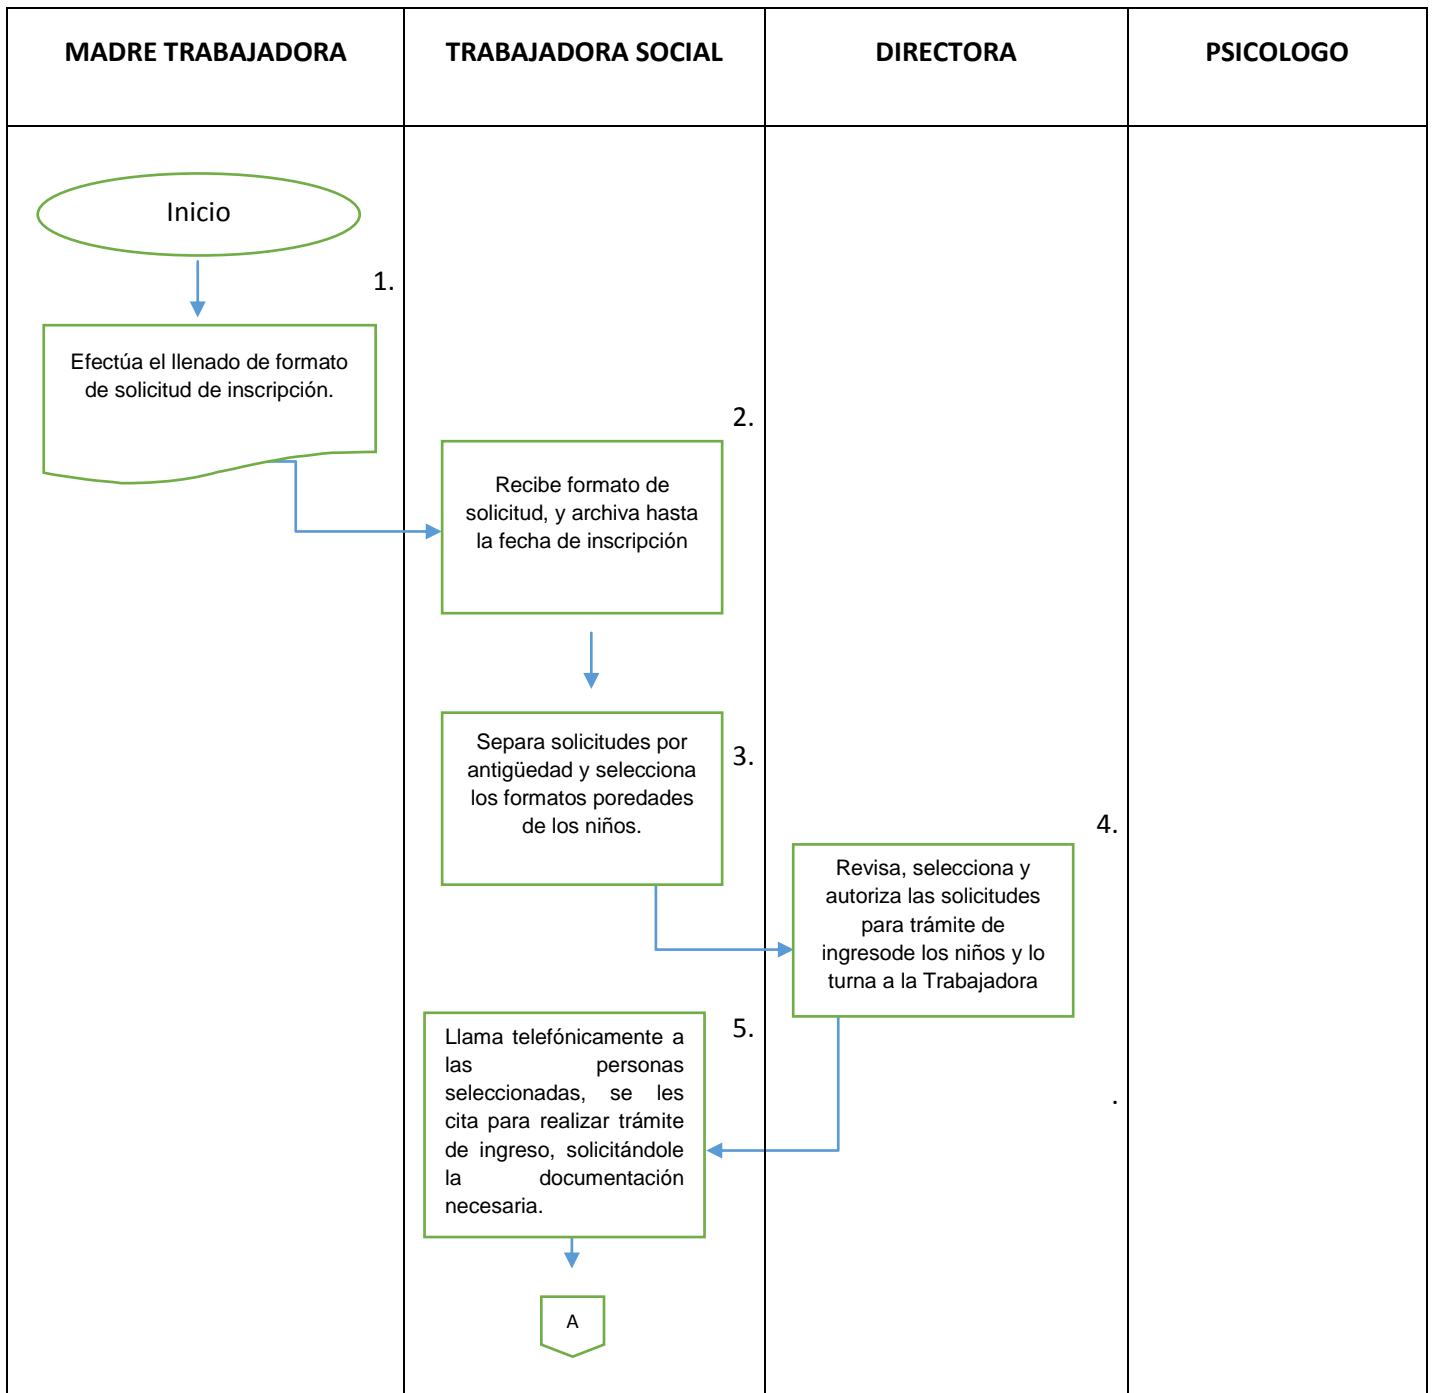 MADRE TRABAJADORA
TRABAJADORA SOCIAL
DIRECTORA
PSICOLOGO
Inicio
1.
Efectúa el llenado de formato
de solicitud de inscripción.
2.
Recibe formato de
solicitud, y archiva hasta
la fecha de inscripción
3.
Separa solicitudes por
antigüedad y selecciona
los formatos poredades
de los niños.
4.
Revisa, selecciona y
autoriza las solicitudes
para trámite de
ingresode los niños y lo
turna a la Trabajadora
5.
Llama telefónicamente a
las personas
seleccionadas, se les
cita para realizar trámite
de ingreso, solicitándole
la documentación
necesaria.
.
A